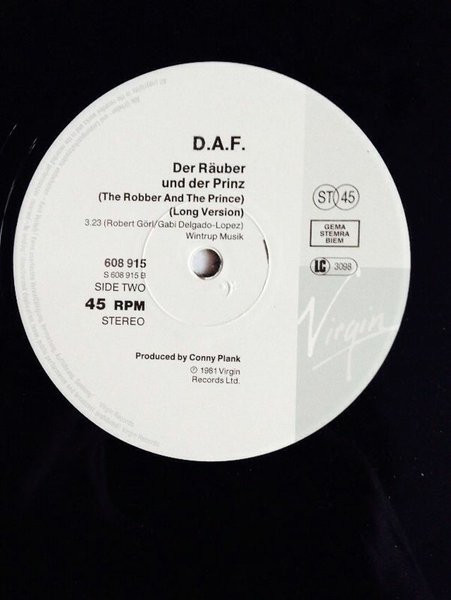 D.A.F.
Der Räuber
und der Prinz
(The Robber And The Prince)
(Long Version)
3.23 (Robert Görl/Gabi Delgado-Lopez)
Wintrup Musik
ST 45
GEMA
STEMRA
BIEM
LC 3098
608 915
S 608 915 B
SIDE TWO
45 RPM
STEREO
Virgin
Produced by Conny Plank
℗ 1981 Virgin
Records Ltd.